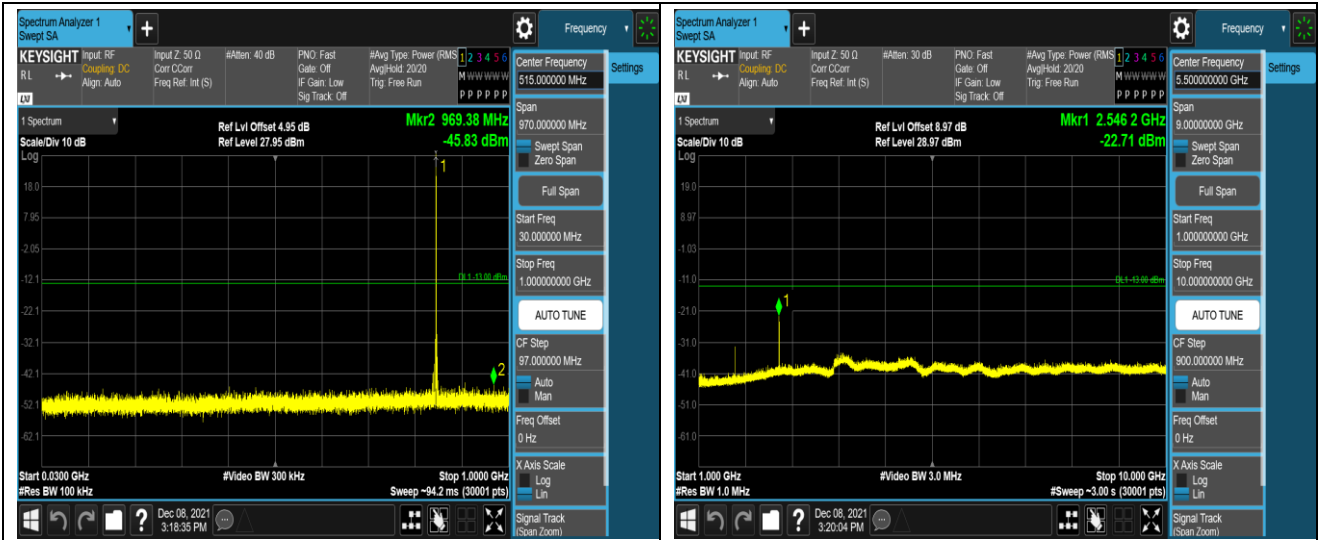 Spectrum Analyzer 1
Swept SA
+
Frequency
KEYSIGHT Input: RF Input Z: 50 Ω #Atten: 40 dB PNO: Fast #Avg Type: Power (RMS 1 2 3 4 5 6
Coupling: DC Corr CCorr Gate: Off Avg|Hold: 20/20 M W W W W W
RL Align: Auto Freq Ref: Int (S) IF Gain: Low Trig: Free Run
Sig Track: Off P P P P P P
LXI
1 Spectrum Ref Lvl Offset 4.95 dB Mkr2 969.38 MHz
Scale/Div 10 dB Ref Level 27.95 dBm -45.83 dBm
Log
1
18.0
7.95
-2.05
-12.1 DL1 -13.00 dBm
-22.1
-32.1
-42.1 2
-52.1
-62.1
Start 0.0300 GHz #Video BW 300 kHz Stop 1.0000 GHz
#Res BW 100 kHz Sweep ~94.2 ms (30001 pts)
Center Frequency
515.000000 MHz
Settings
Span
970.000000 MHz
Swept Span
Zero Span
Full Span
Start Freq
30.000000 MHz
Stop Freq
1.000000000 GHz
AUTO TUNE
CF Step
97.000000 MHz
Auto
Man
Freq Offset
0 Hz
X Axis Scale
Log
Lin
Signal Track
(Span Zoom)
? Dec 08, 2021
3:18:35 PM
Spectrum Analyzer 1
Swept SA
+
Frequency
KEYSIGHT Input: RF Input Z: 50 Ω #Atten: 30 dB PNO: Fast #Avg Type: Power (RMS 1 2 3 4 5 6
Coupling: DC Corr CCorr Gate: Off Avg|Hold: 20/20 M W W W W W
RL Align: Auto Freq Ref: Int (S) IF Gain: Low Trig: Free Run
Sig Track: Off P P P P P P
LXI
1 Spectrum Ref Lvl Offset 8.97 dB Mkr1 2.546 2 GHz
Scale/Div 10 dB Ref Level 28.97 dBm -22.71 dBm
Log
19.0
8.97
-1.03
-11.0 DL1 -13.00 dBm
1
-21.0
-31.0
-41.0
-51.0
-61.0
Start 1.000 GHz #Video BW 3.0 MHz Stop 10.000 GHz
#Res BW 1.0 MHz #Sweep ~3.00 s (30001 pts)
Center Frequency
5.500000000 GHz
Settings
Span
9.00000000 GHz
Swept Span
Zero Span
Full Span
Start Freq
1.000000000 GHz
Stop Freq
10.000000000 GHz
AUTO TUNE
CF Step
900.000000 MHz
Auto
Man
Freq Offset
0 Hz
X Axis Scale
Log
Lin
Signal Track
(Span Zoom)
? Dec 08, 2021
3:20:04 PM